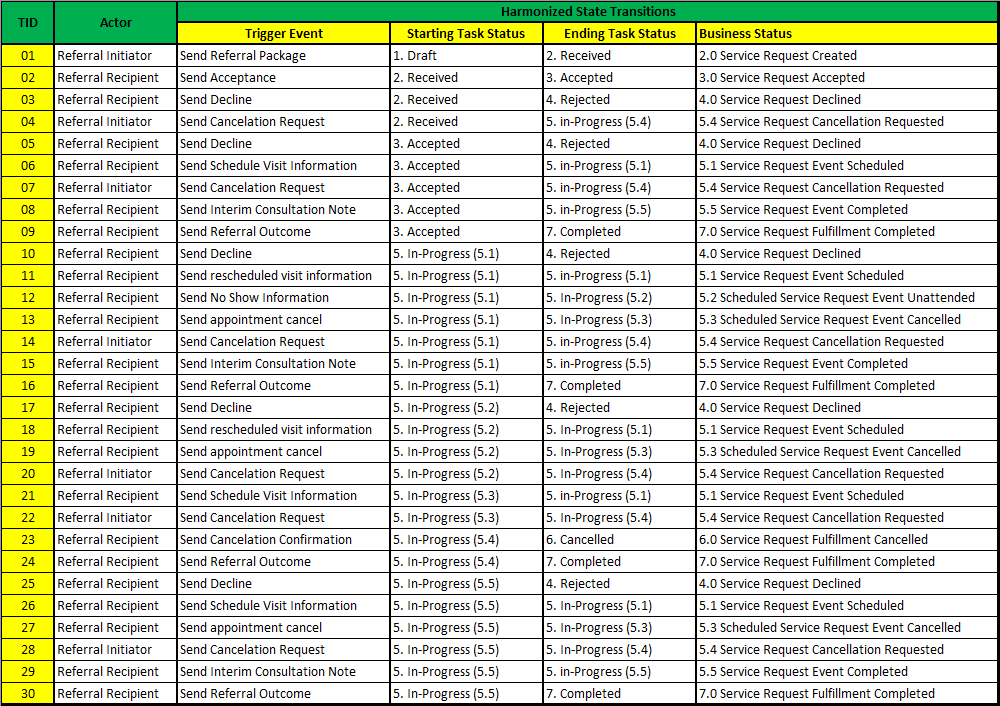 TID Actor Harmonized State Transitions
Trigger Event Starting Task Status Ending Task Status Business Status
01 Referral Initiator Send Referral Package 1. Draft 2. Received 2.0 Service Request Created
02 Referral Recipient Send Acceptance 2. Received 3. Accepted 3.0 Service Request Accepted
03 Referral Recipient Send Decline 2. Received 4. Rejected 4.0 Service Request Declined
04 Referral Initiator Send Cancelation Request 2. Received 5. in-Progress (5.4) 5.4 Service Request Cancellation Requested
05 Referral Recipient Send Decline 3. Accepted 4. Rejected 4.0 Service Request Declined
06 Referral Recipient Send Schedule Visit Information 3. Accepted 5. in-Progress (5.1) 5.1 Service Request Event Scheduled
07 Referral Initiator Send Cancelation Request 3. Accepted 5. in-Progress (5.4) 5.4 Service Request Cancellation Requested
08 Referral Recipient Send Interim Consultation Note 3. Accepted 5. in-Progress (5.5) 5.5 Service Request Event Completed
09 Referral Recipient Send Referral Outcome 3. Accepted 7. Completed 7.0 Service Request Fulfillment Completed
10 Referral Recipient Send Decline 5. In-Progress (5.1) 4. Rejected 4.0 Service Request Declined
11 Referral Recipient Send rescheduled visit information 5. In-Progress (5.1) 5. in-Progress (5.1) 5.1 Service Request Event Scheduled
12 Referral Recipient Send No Show Information 5. In-Progress (5.1) 5. In-Progress (5.2) 5.2 Scheduled Service Request Event Unattended
13 Referral Recipient Send appointment cancel 5. In-Progress (5.1) 5. In-Progress (5.3) 5.3 Scheduled Service Request Event Cancelled
14 Referral Initiator Send Cancelation Request 5. In-Progress (5.1) 5. in-Progress (5.4) 5.4 Service Request Cancellation Requested
15 Referral Recipient Send Interim Consultation Note 5. In-Progress (5.1) 5. in-Progress (5.5) 5.5 Service Request Event Completed
16 Referral Recipient Send Referral Outcome 5. In-Progress (5.1) 7. Completed 7.0 Service Request Fulfillment Completed
17 Referral Recipient Send Decline 5. In-Progress (5.2) 4. Rejected 4.0 Service Request Declined
18 Referral Recipient Send rescheduled visit information 5. In-Progress (5.2) 5. In-Progress (5.1) 5.1 Service Request Event Scheduled
19 Referral Recipient Send appointment cancel 5. In-Progress (5.2) 5. In-Progress (5.3) 5.3 Scheduled Service Request Event Cancelled
20 Referral Initiator Send Cancelation Request 5. In-Progress (5.2) 5. In-Progress (5.4) 5.4 Service Request Cancellation Requested
21 Referral Recipient Send Schedule Visit Information 5. In-Progress (5.3) 5. in-Progress (5.1) 5.1 Service Request Event Scheduled
22 Referral Initiator Send Cancelation Request 5. In-Progress (5.3) 5. In-Progress (5.4) 5.4 Service Request Cancellation Requested
23 Referral Recipient Send Cancelation Confirmation 5. In-Progress (5.4) 6. Cancelled 6.0 Service Request Fulfillment Cancelled
24 Referral Recipient Send Referral Outcome 5. In-Progress (5.4) 7. Completed 7.0 Service Request Fulfillment Completed
25 Referral Recipient Send Decline 5. In-Progress (5.5) 4. Rejected 4.0 Service Request Declined
26 Referral Recipient Send Schedule Visit Information 5. In-Progress (5.5) 5. In-Progress (5.1) 5.1 Service Request Event Scheduled
27 Referral Recipient Send appointment cancel 5. In-Progress (5.5) 5. In-Progress (5.3) 5.3 Scheduled Service Request Event Cancelled
28 Referral Initiator Send Cancelation Request 5. In-Progress (5.5) 5. In-Progress (5.4) 5.4 Service Request Cancellation Requested
29 Referral Recipient Send Interim Consultation Note 5. In-Progress (5.5) 5. in-Progress (5.5) 5.5 Service Request Event Completed
30 Referral Recipient Send Referral Outcome 5. In-Progress (5.5) 7. Completed 7.0 Service Request Fulfillment Completed